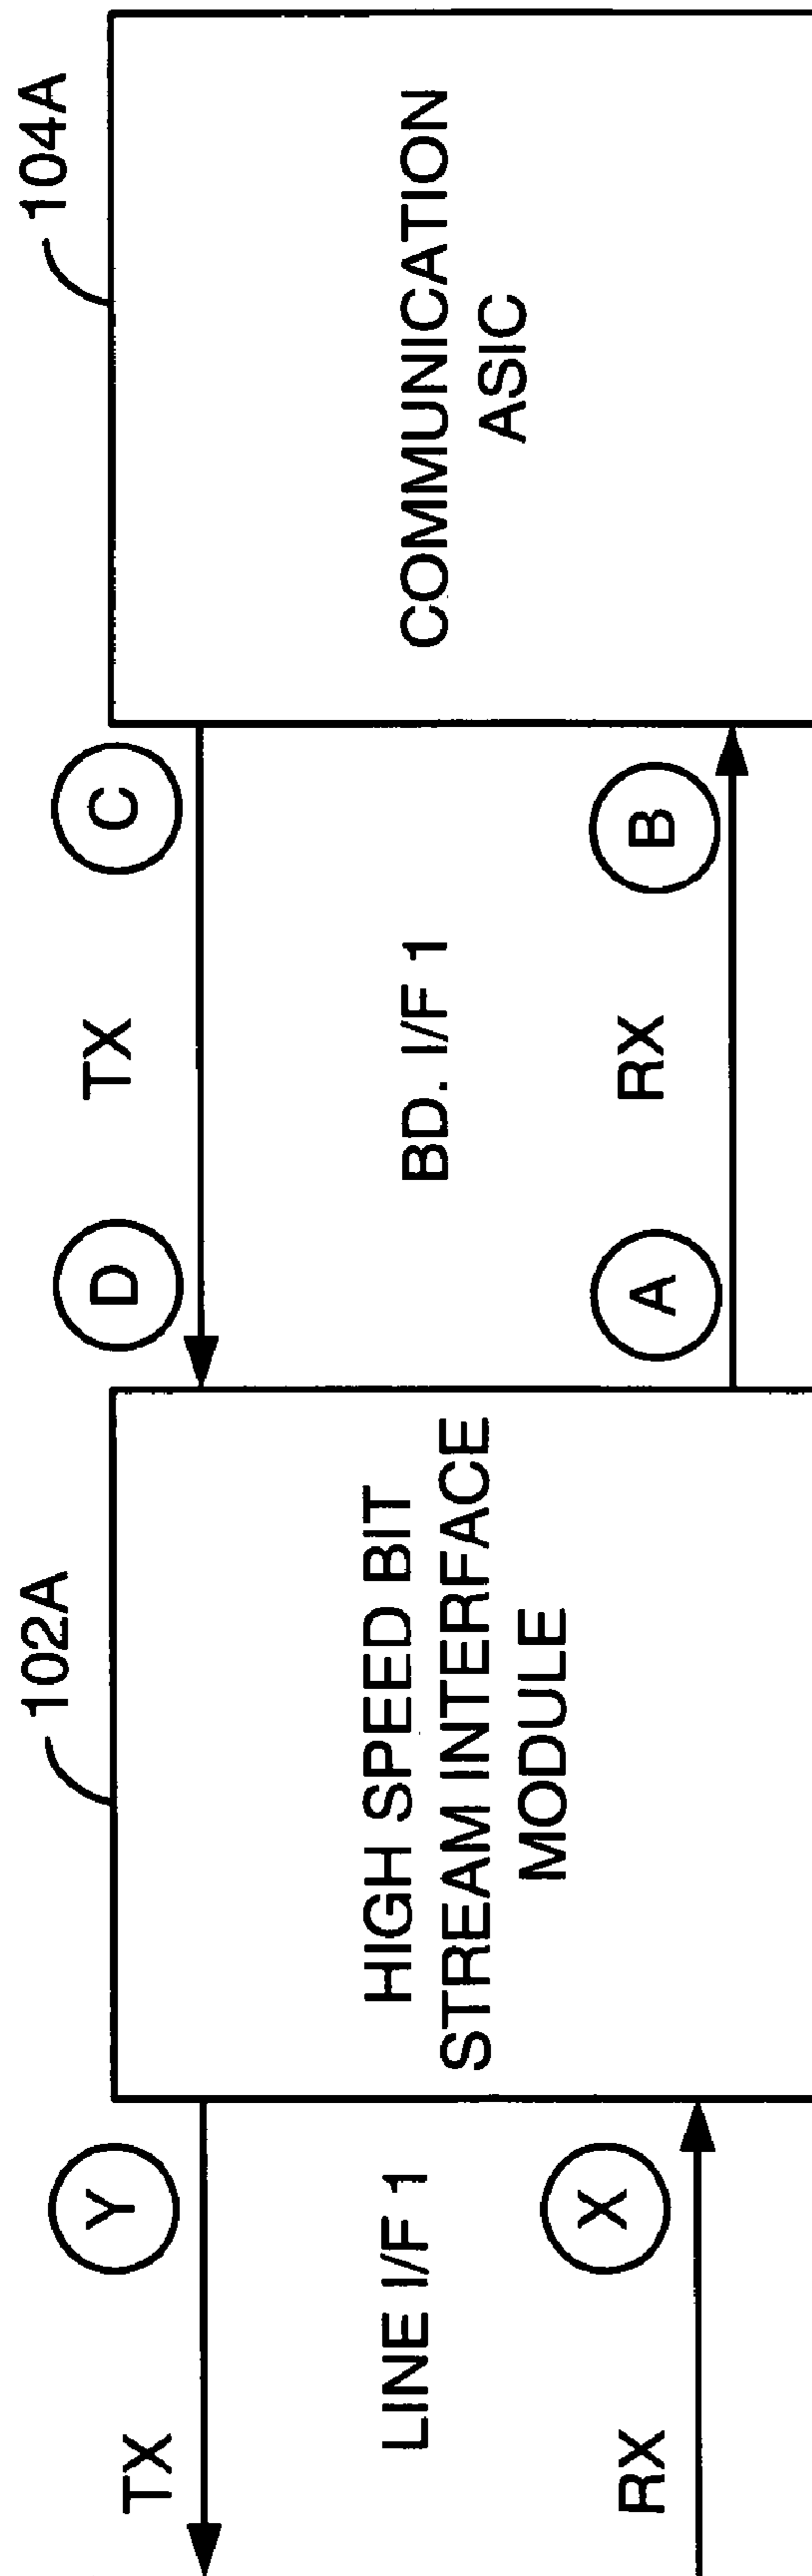 102A
104A
Y
D
C
TX
TX
HIGH SPEED BIT
STREAM INTERFACE
MODULE
LINE I/F 1
BD. I/F 1
COMMUNICATION
ASIC
X
A
B
RX
RX